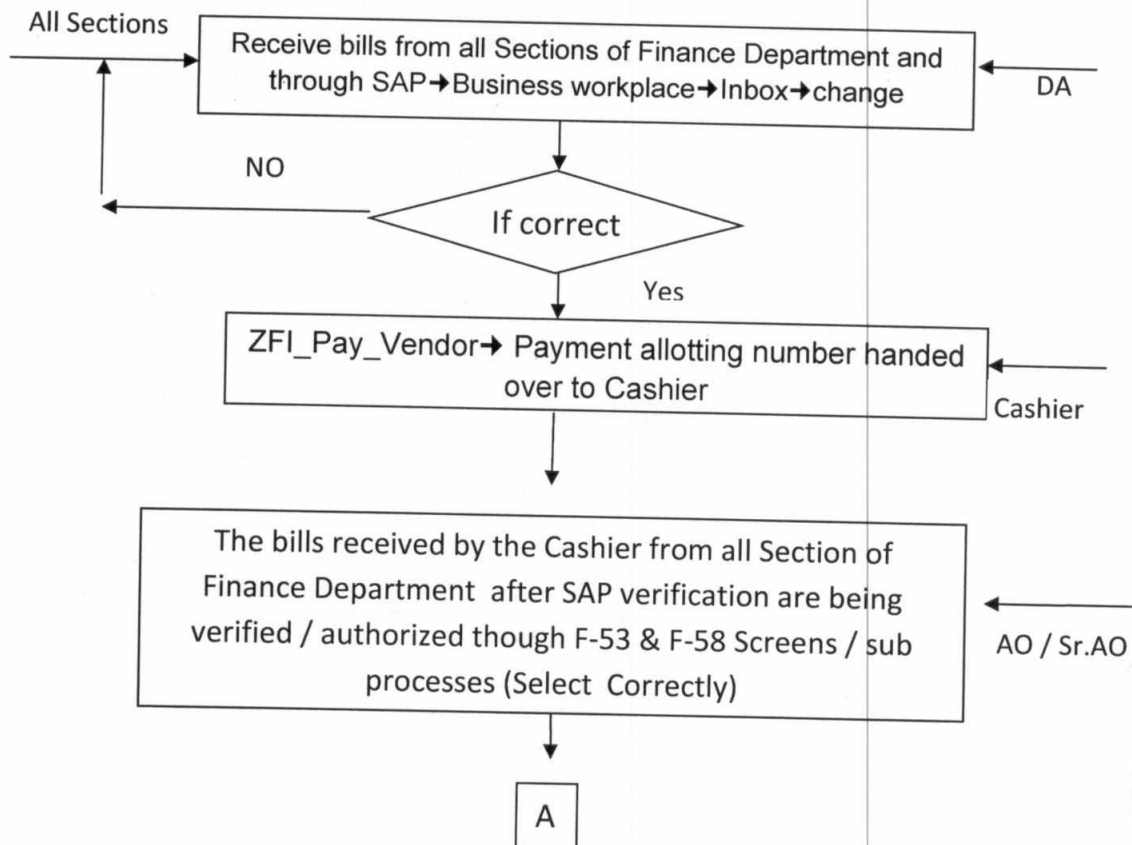 All Sections
Receive bills from all Sections of Finance Department and
through SAP→Business workplace→Inbox→change
DA
NO
If correct
Yes
ZFI_Pay_Vendor→ Payment allotting number handed
over to Cashier
Cashier
The bills received by the Cashier from all Section of
Finance Department after SAP verification are being
verified / authorized though F-53 & F-58 Screens / sub
processes (Select Correctly)
AO / Sr.AO
A